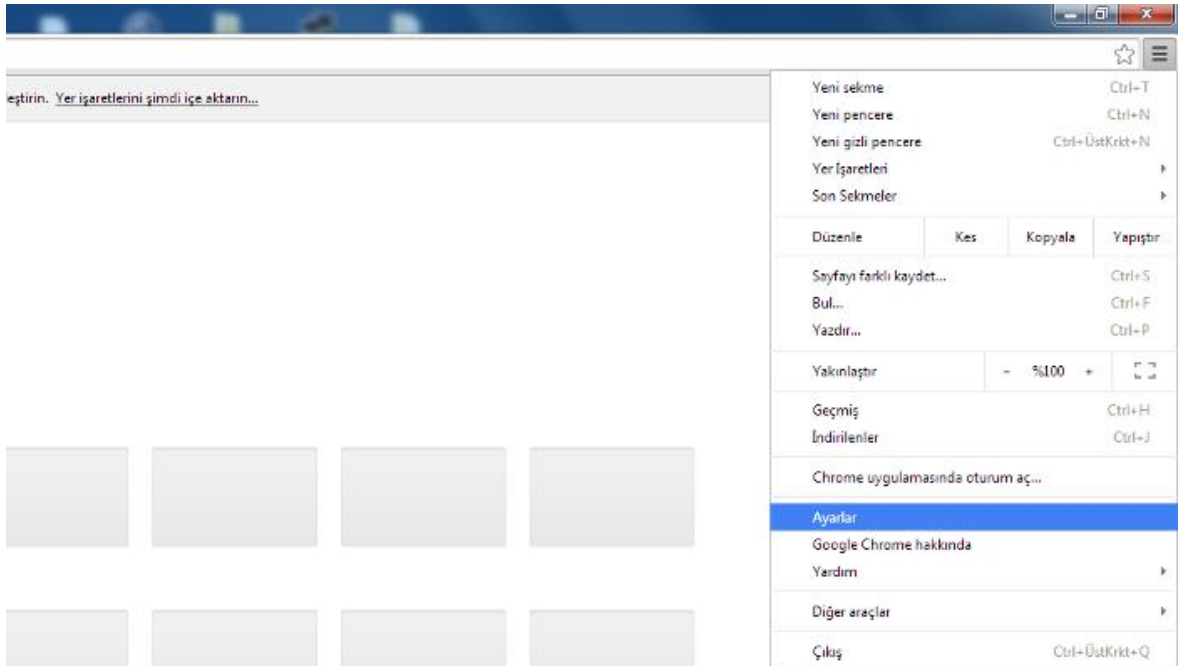 eştirin. Yer işaretlerini şimdi içe aktarın...
Yeni sekme Ctrl+T
Yeni pencere Ctrl+N
Yeni gizli pencere Ctrl+ÜstKrkt+N
Yer İşaretleri
Son Sekmeler
Düzenle Kes Kopyala Yapıştır
Sayfayı farklı kaydet... Ctrl+S
Bul... Ctrl+F
Yazdır... Ctrl+P
Yakınlaştır - %100 +
Geçmiş Ctrl+H
İndirilenler Ctrl+J
Chrome uygulamasında oturum aç...
Ayarlar
Google Chrome hakkında
Yardım
Diğer araçlar
Çıkış Ctrl+ÜstKrkt+Q